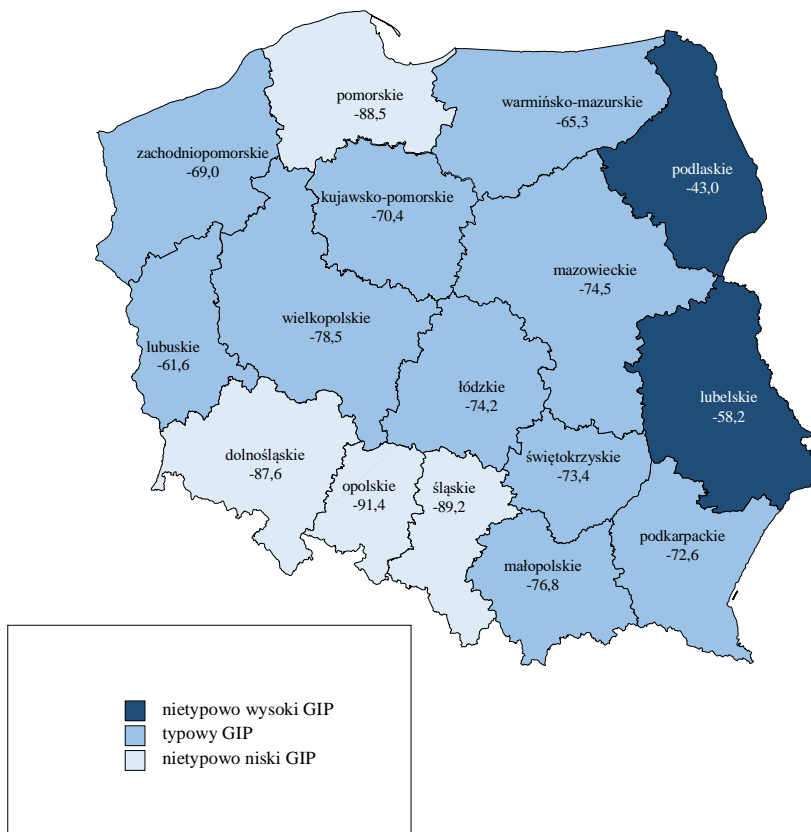 pomorskie
-88,5
warmińsko-mazurskie
-65,3
zachodniopomorskie
-69,0
podlaskie
-43,0
kujawsko-pomorskie
-70,4
mazowieckie
-74,5
wielkopolskie
-78,5
lubuskie
-61,6
łódzkie
-74,2
lubelskie
-58,2
dolnośląskie
-87,6
opolskie
-91,4
śląskie
-89,2
świętokrzyskie
-73,4
podkarpackie
-72,6
małopolskie
-76,8
nietypowo wysoki GIP
typowy GIP
nietypowo niski GIP